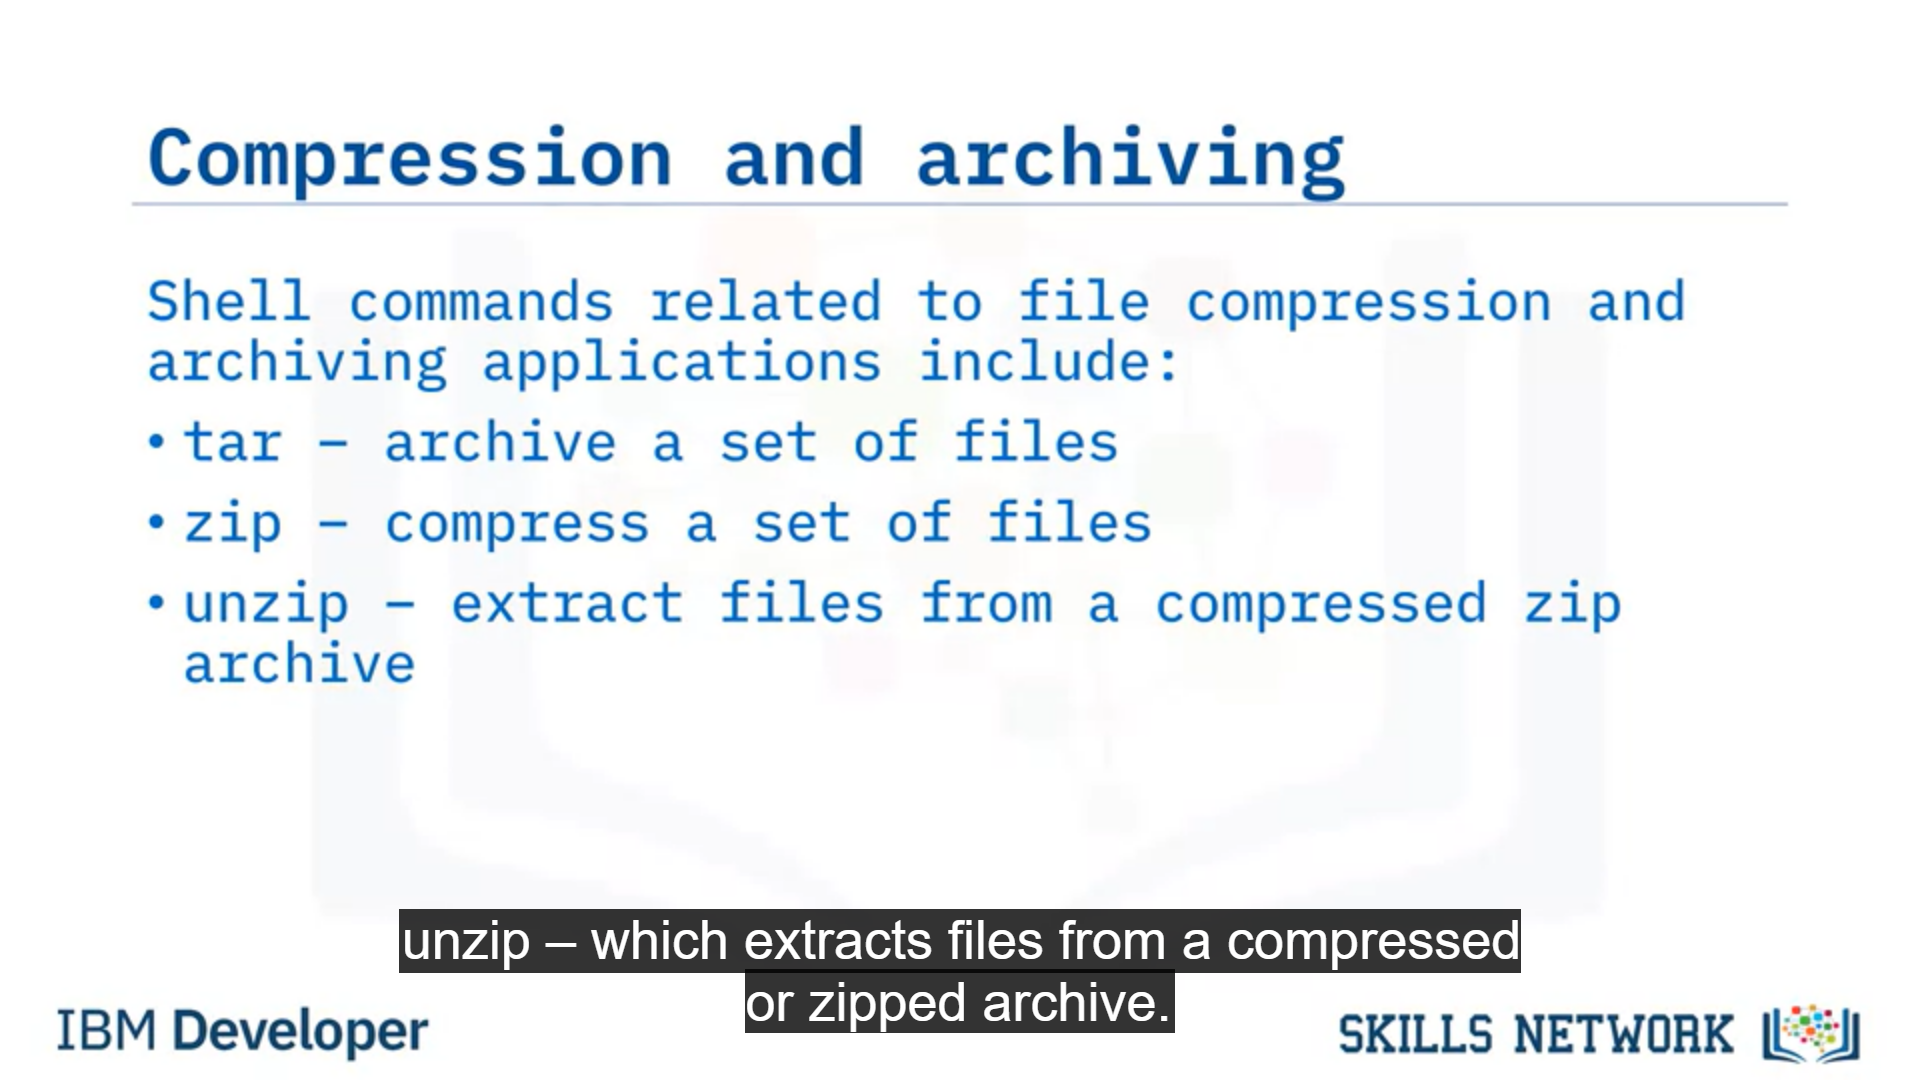 Compression and archiving
Shell commands related to file compression and
archiving applications include:
• tar – archive a set of files
• zip – compress a set of files
• unzip – extract files from a compressed zip
archive
unzip – which extracts files from a compressed
or zipped archive.
IBM Developer
SKILLS NETWORK